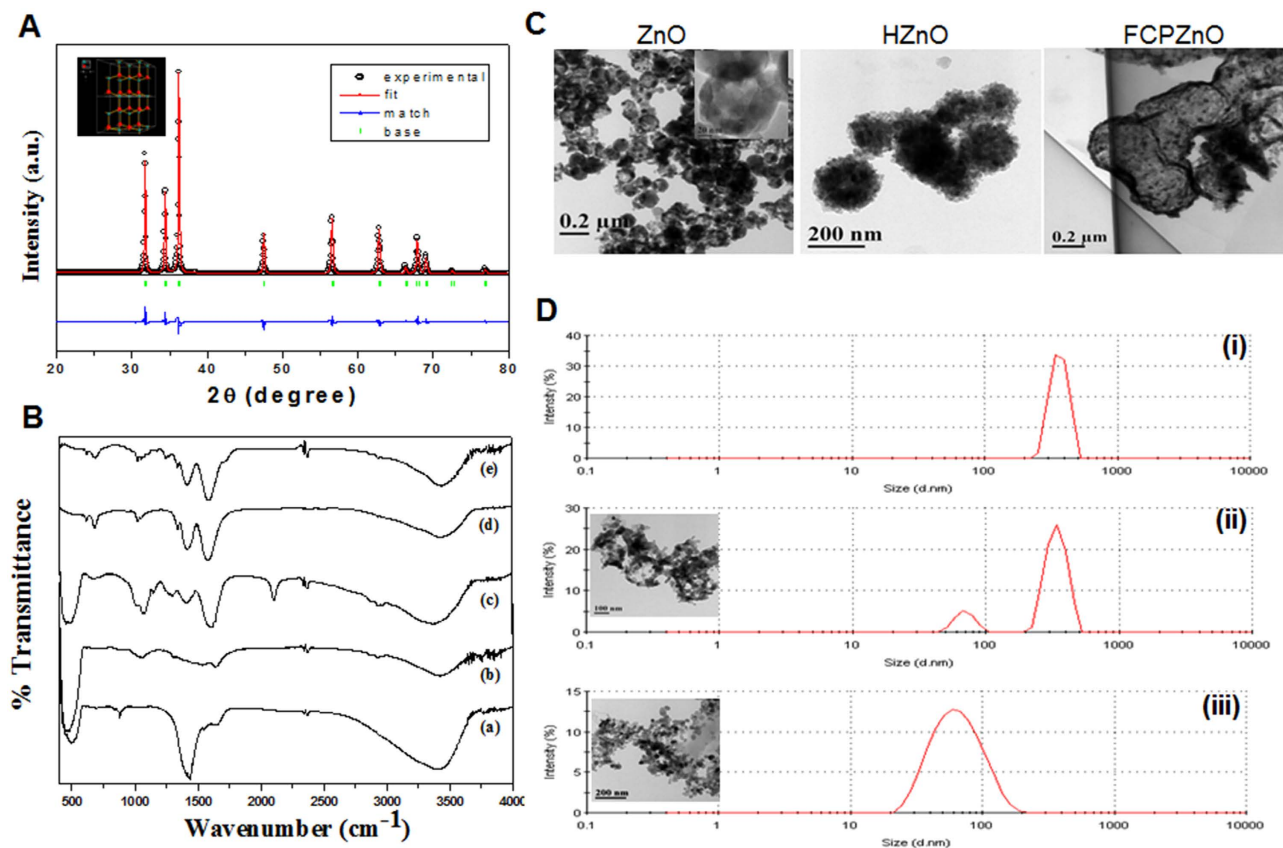 A
experimental
fit
match
base
Intensity (a.u.)
20 30 40 50 60 70 80
2θ (degree)
B
(e)
(d)
(c)
(b)
(a)
% Transmittance
500 1000 1500 2000 2500 3000 3500 4000
Wavenumber (cm⁻¹)
C
ZnO HZnO FCPZnO
0.2 µm
200 nm
0.2 µm
D
(i)
Intensity (%)
40
30
20
10
0
0.1 1 10 100 1000 10000
Size (d.nm)
(ii)
Intensity (%)
30
20
10
0
100 nm
0.1 1 10 100 1000 10000
Size (d.nm)
(iii)
Intensity (%)
15
10
5
0
200 nm
0.1 1 10 100 1000 10000
Size (d.nm)